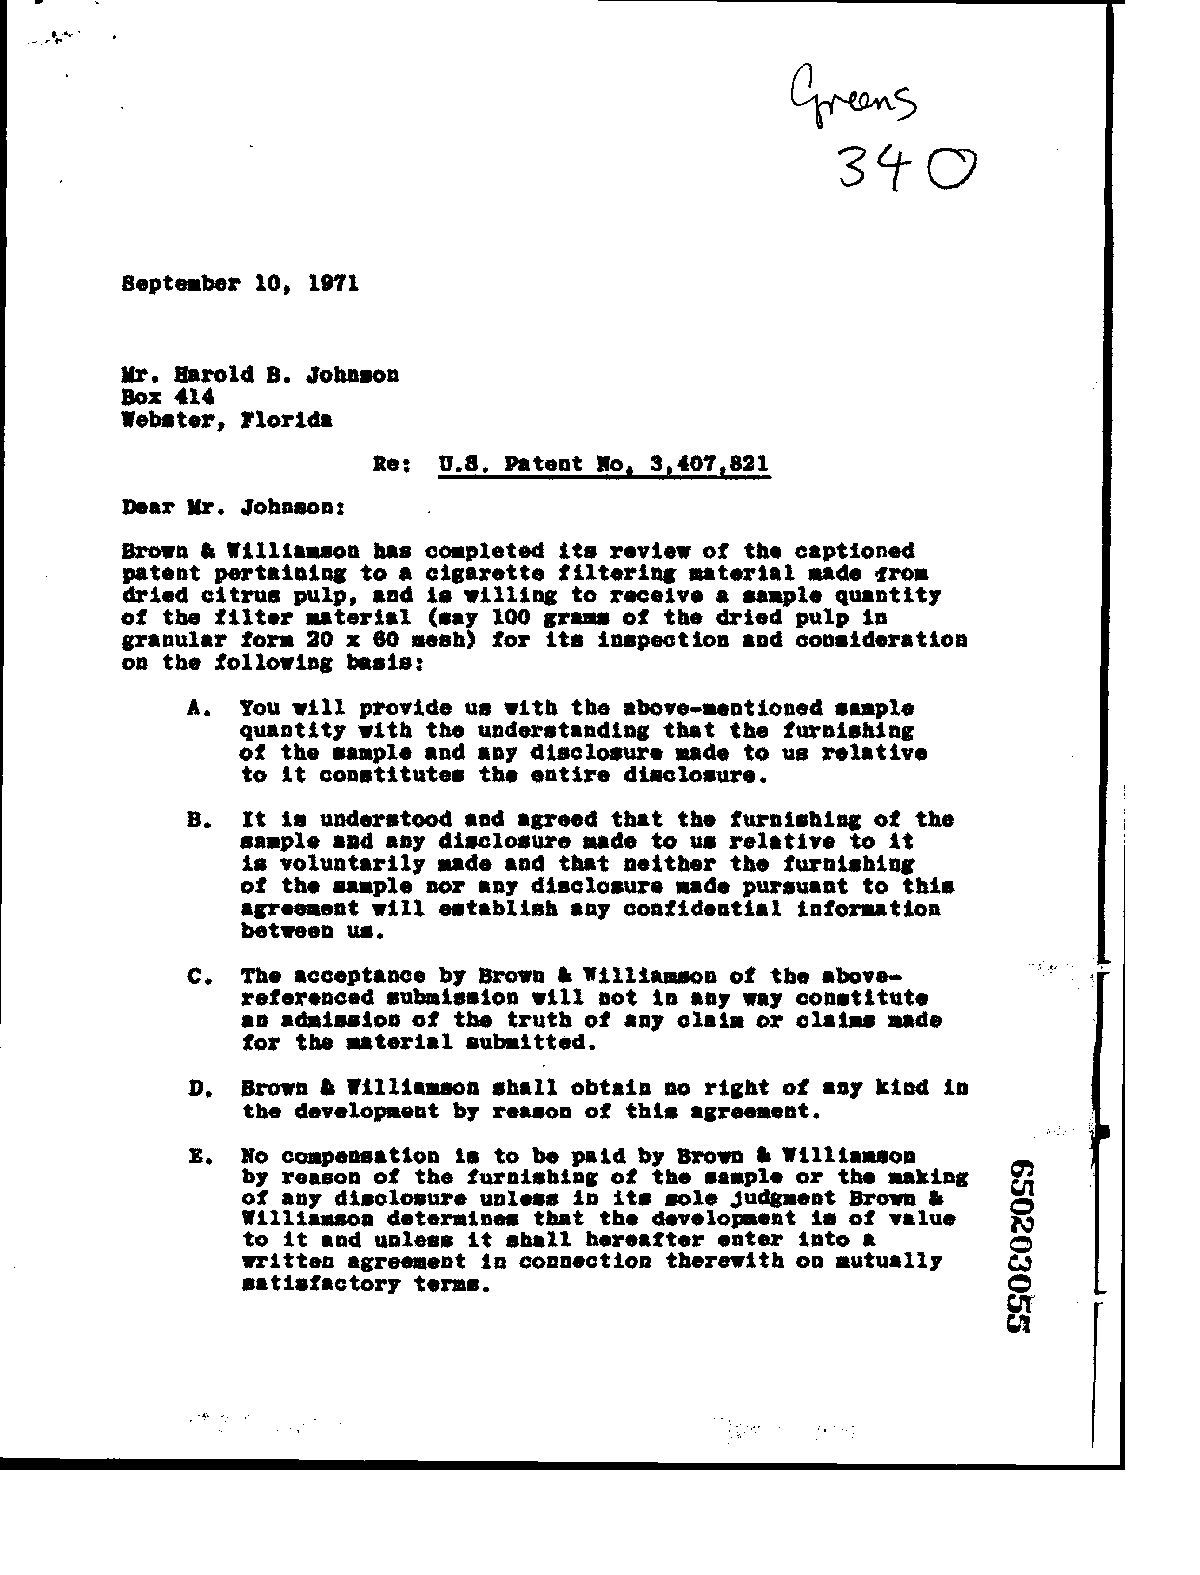 Greens
340
September 10, 1971
Mr. Harold B. Johnson
Box 414
Webster, Florida
Re: U.S. Patent No. 3,407,821
Dear Mr. Johnson:
Brown & Williamson has completed its review of the captioned
patent pertaining to a cigarette filtering material made from
dried citrus pulp, and is willing to receive a sample quantity
of the filter material (say 100 grams of the dried pulp in
granular form 20 x 60 mesh) for its inspection and consideration
on the following basis:
A. You will provide us with the above-mentioned sample
quantity with the understanding that the furnishing
of the sample and any disclosure made to us relative
to it constitutes the entire disclosure.
B. It is understood and agreed that the furnishing of the
sample and any disclosure made to us relative to it
is voluntarily made and that neither the furnishing
of the sample nor any disclosure made pursuant to this
agreement will establish any confidential information
between us.
C. The acceptance by Brown & Williamson of the above-
referenced submission will not in any way constitute
an admission of the truth of any claim or claims made
for the material submitted.
D. Brown & Williamson shall obtain no right of any kind in
the development by reason of this agreement.
E. No compensation is to be paid by Brown & Williamson
by reason of the furnishing of the sample or the making
of any disclosure unless in its sole judgment Brown &
Williamson determines that the development is of value
to it and unless it shall hereafter enter into a
written agreement in connection therewith on mutually
satisfactory terms.
650203055